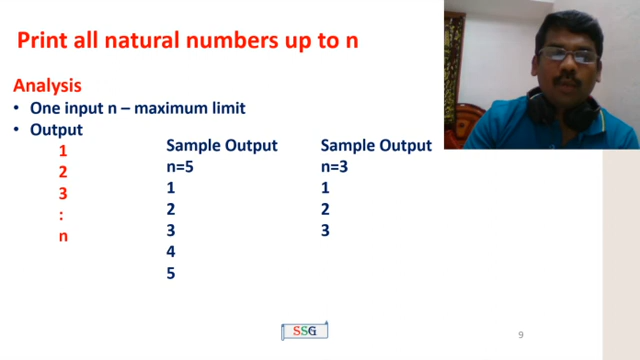 Print all natural numbers up to n
Analysis
• One input n – maximum limit
• Output
1
2
3
:
n
Sample Output
n=5
1
2
3
4
5
Sample Output
n=3
1
2
3
SSG
9